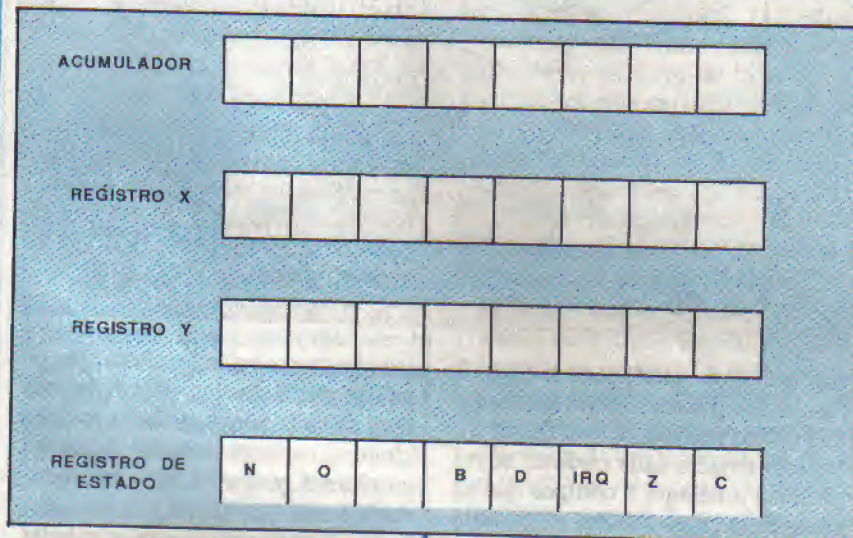 ACUMULADOR
REGISTRO X
REGISTRO Y
REGISTRO DE
ESTADO
N O B D IRQ Z C